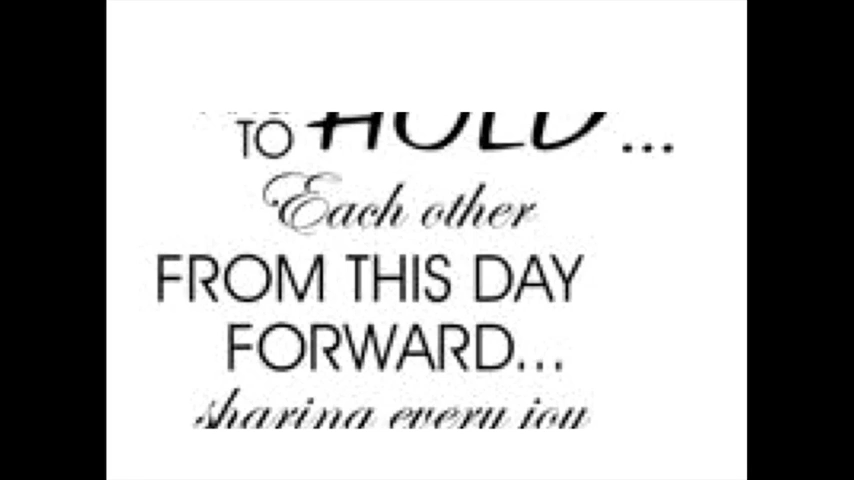 TO HOLD...
Each other
FROM THIS DAY
FORWARD...
sharing every joy